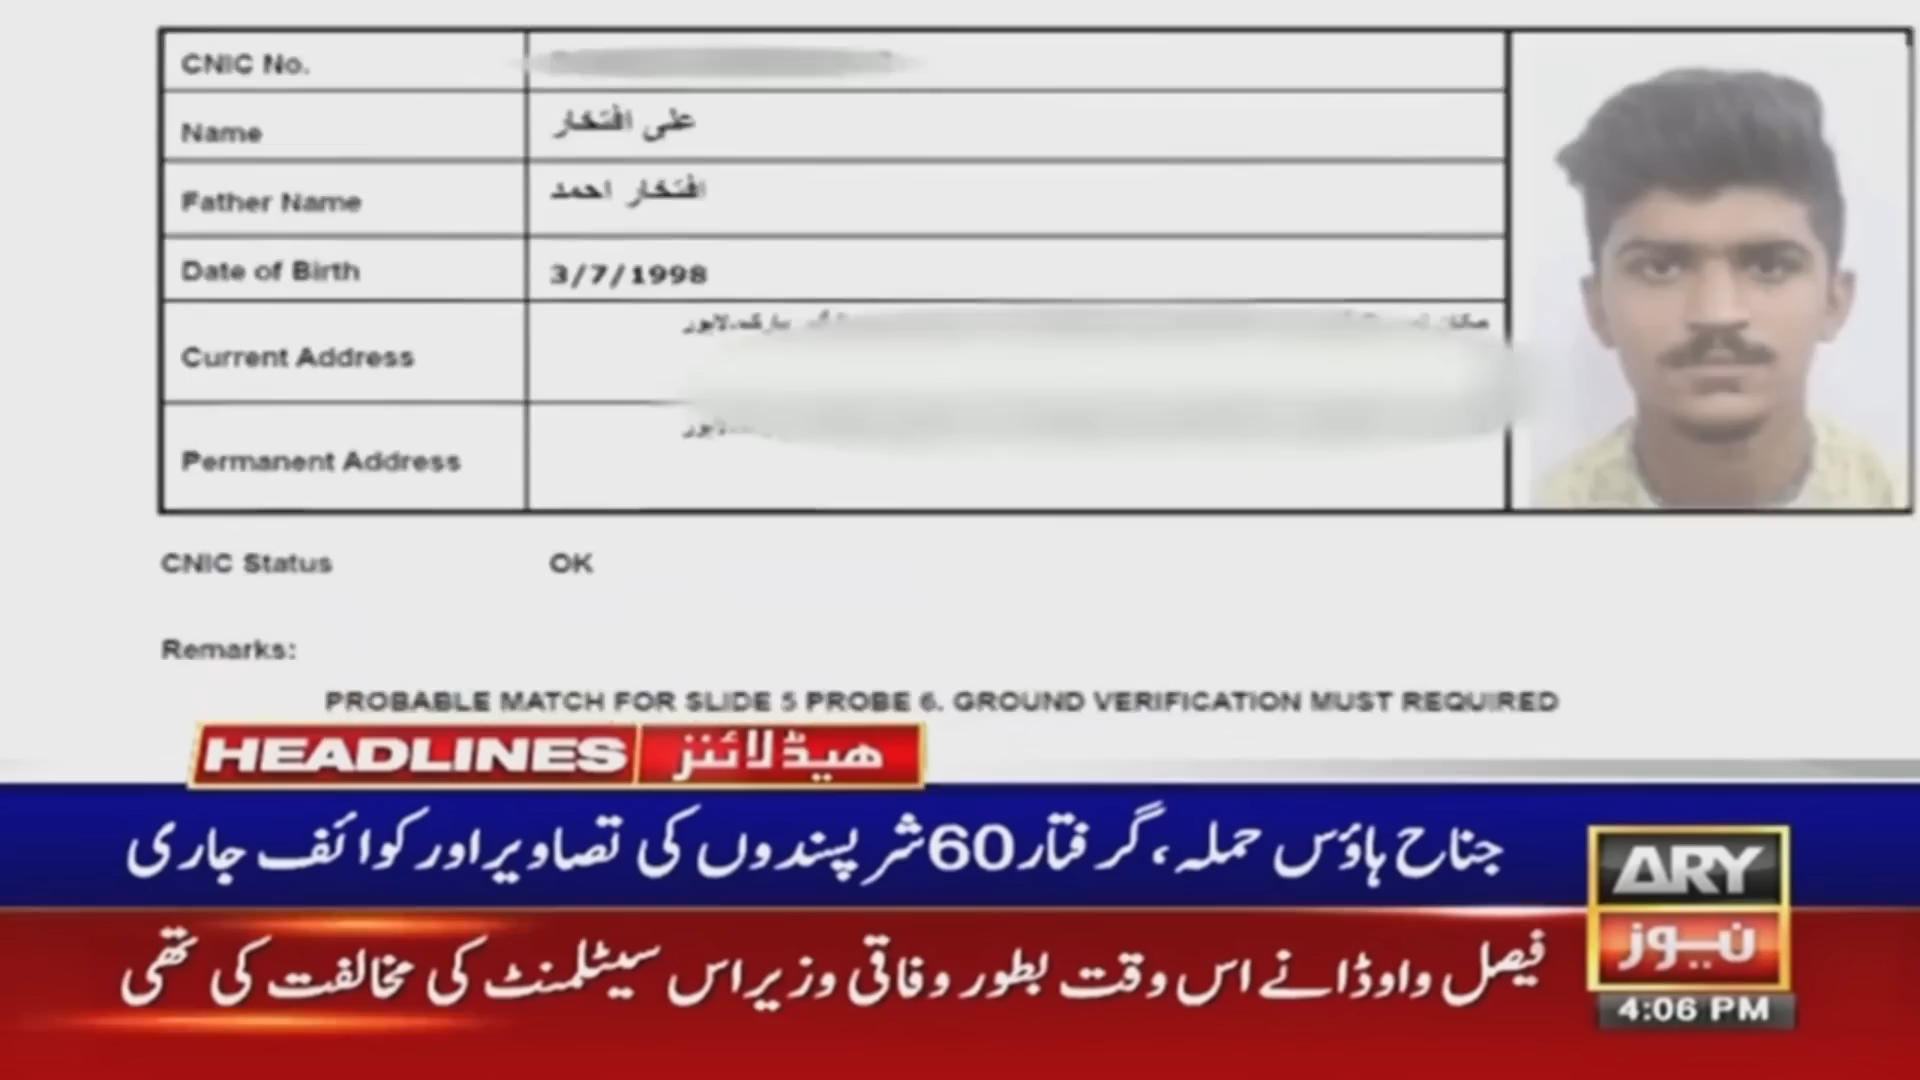 CNIC No.
Name علی افتخار
Father Name افتخار احمد
Date of Birth 3/7/1998
Current Address
Permanent Address
CNIC Status OK
Remarks:
PROBABLE MATCH FOR SLIDE 5 PROBE 6. GROUND VERIFICATION MUST REQUIRED
HEADLINES ھیڈلائنز
جناح ہاؤس حملہ، گرفتار 60 شرپسندوں کی تصاویر اور کوائف جاری
ARY
نیوز
فیصل واوڈا نے اس وقت بطور وفاقی وزیر اس سیٹلمنٹ کی مخالفت کی تھی
4:06 PM